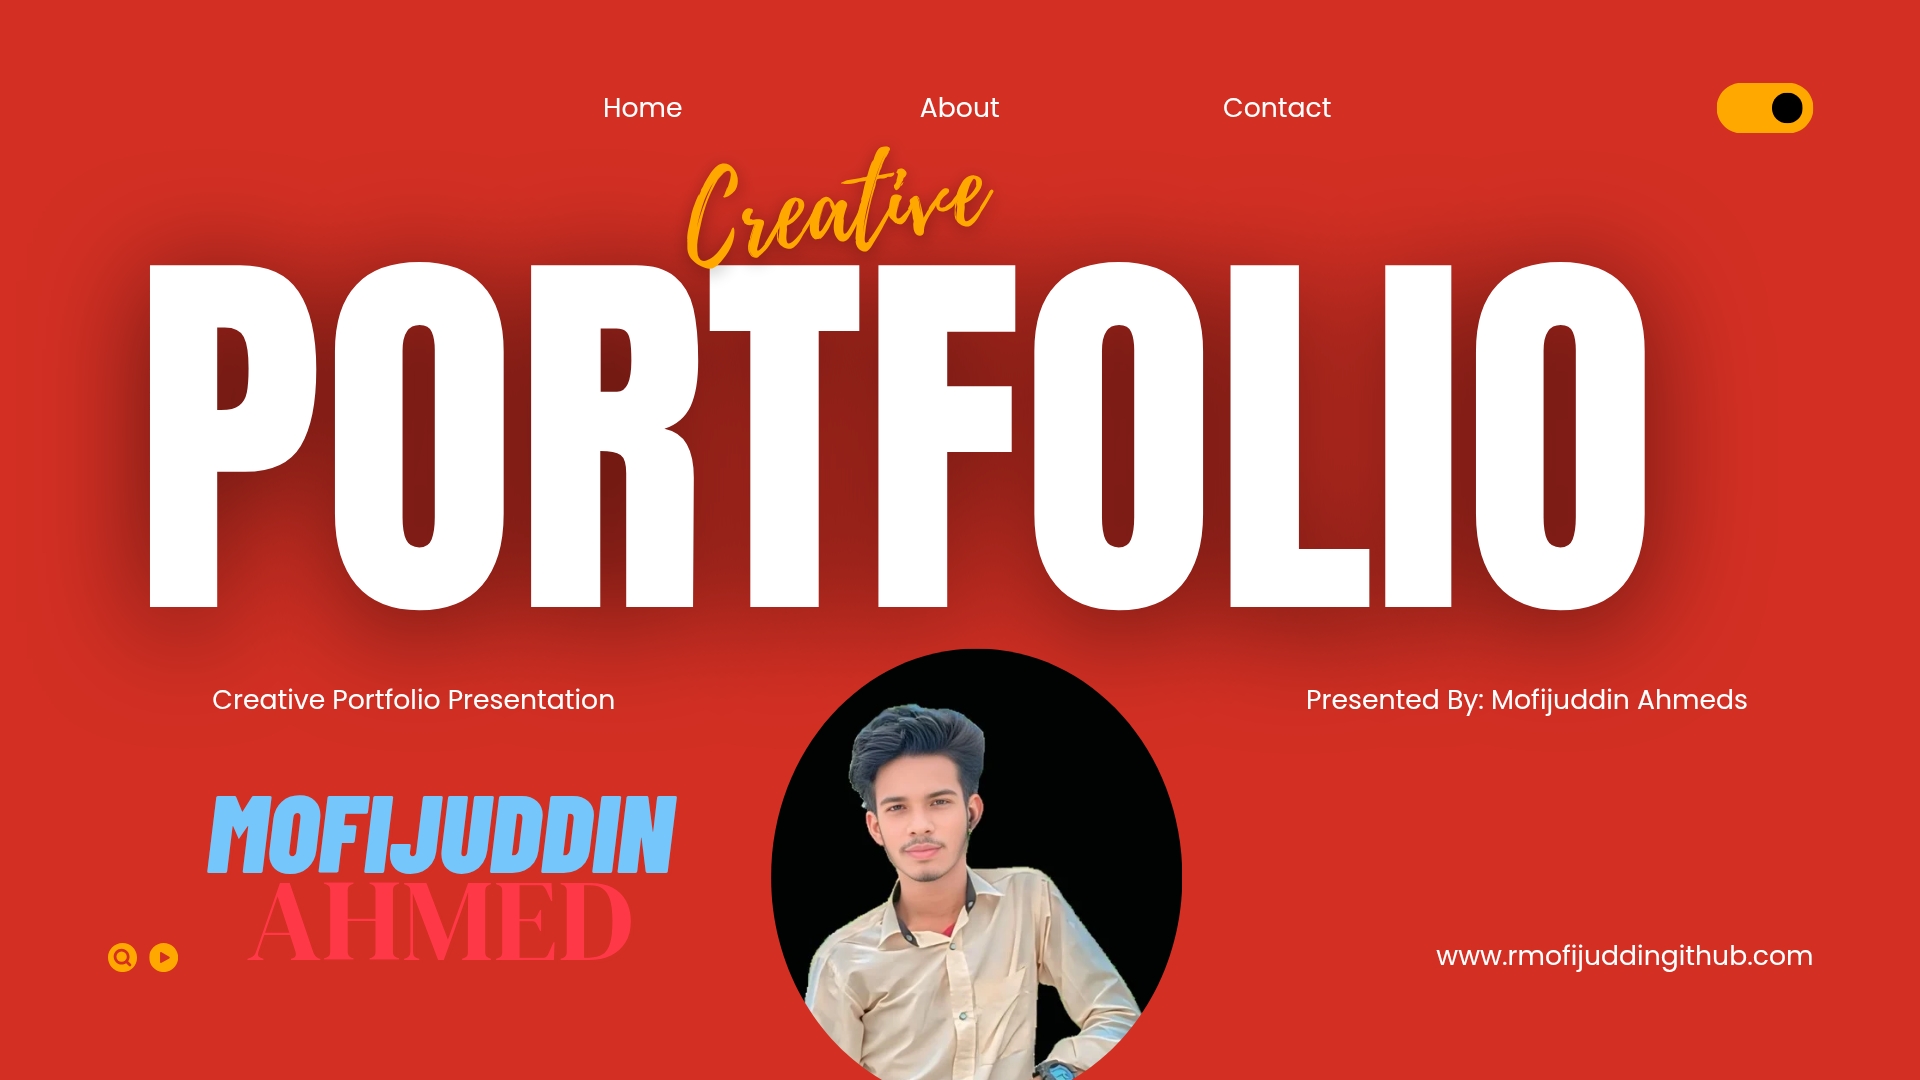 Home About Contact
Creative
PORTFOLIO
Creative Portfolio Presentation
Presented By: Mofijuddin Ahmeds
MOFIJUDDIN
AHMED
www.rmofijuddingithub.com